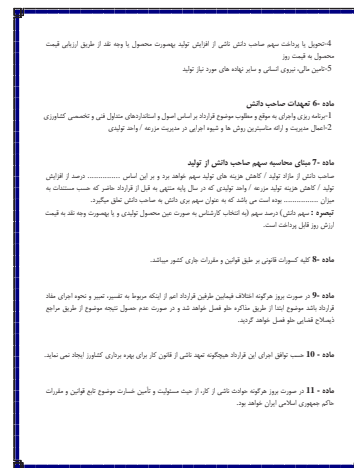 4-تحویل یا پرداخت سهم صاحب دانش ناشی از افزایش تولید بهصورت محصول یا وجه نقد از طریق ارزیابی قیمت
محصول به قیمت روز
5-تامین مالی، نیروی انسانی و سایر نهاده های مورد نیاز تولید
ماده -6 تعهدات صاحب دانش
1-برنامه ریزی واجرای به موقع و مطلوب موضوع قرارداد بر اساس اصول و استانداردهای متداول فنی و تخصصی کشاورزی
2-اعمال مدیریت و ارائه مناسبترین روش ها و شیوه اجرایی در مدیریت مزرعه / واحد تولیدی
ماده -7 مبنای محاسبه سهم صاحب دانش از تولید
صاحب دانش از مازاد تولید / کاهش هزینه های تولید سهم خواهد برد و بر این اساس ............... درصد از افزایش
تولید / کاهش هزینه تولید مزرعه / واحد تولیدی که در سال پایه منتهی به قبل از قرارداد حاضر که حسب مستندات به
میزان ............... بوده است می باشد که به عنوان سهم بری دانش به صاحب دانش تعلق میگیرد.
تبصره : سهم دانش) درصد سهم (به انتخاب کارشناس به صورت عین محصول تولیدی و یا بهصورت وجه نقد به قیمت
ارزش روز قابل پرداخت است.
ماده -8 کلیه کسورات قانونی بر طبق قوانین و مقررات جاری کشور میباشد.
ماده -9 در صورت بروز هرگونه اختلاف فیمابین طرفین قرارداد اعم از اینکه مربوط به تفسیر، تعبیر و نحوه اجرای مفاد
قرارداد باشد موضوع ابتدا از طریق مذاکره حلو فصل خواهد شد و در صورت عدم حصول نتیجه موضوع از طریق مراجع
ذیصلاح قضایی حلو فصل خواهد گردید.
ماده - 10 حسب توافق اجرای این قرارداد هیچگونه تعهد ناشی از قانون کار برای بهره برداری کشاورز ایجاد نمی نماید.
ماده - 11 در صورت بروز هرگونه حوادث ناشی از کار، از حیث مسئولیت و تأمین خسارت موضوع تابع قوانین و مقررات
حاکم جمهوری اسلامی ایران خواهد بود.